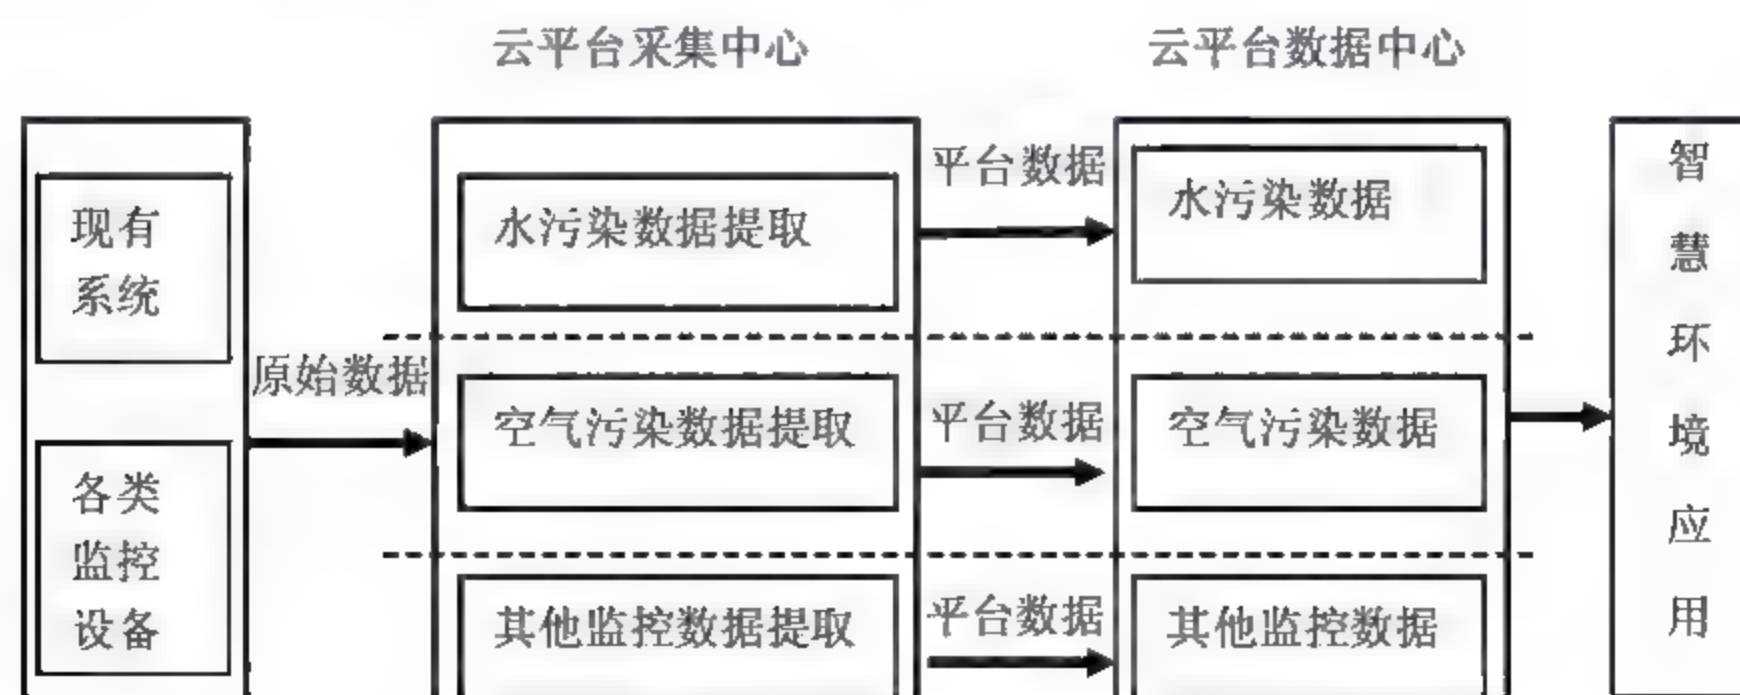 云平台采集中心
云平台数据中心
现有
系统
各类
监控
设备
原始数据
水污染数据提取
空气污染数据提取
其他监控数据提取
平台数据
平台数据
平台数据
水污染数据
空气污染数据
其他监控数据
智
慧
环
境
应
用